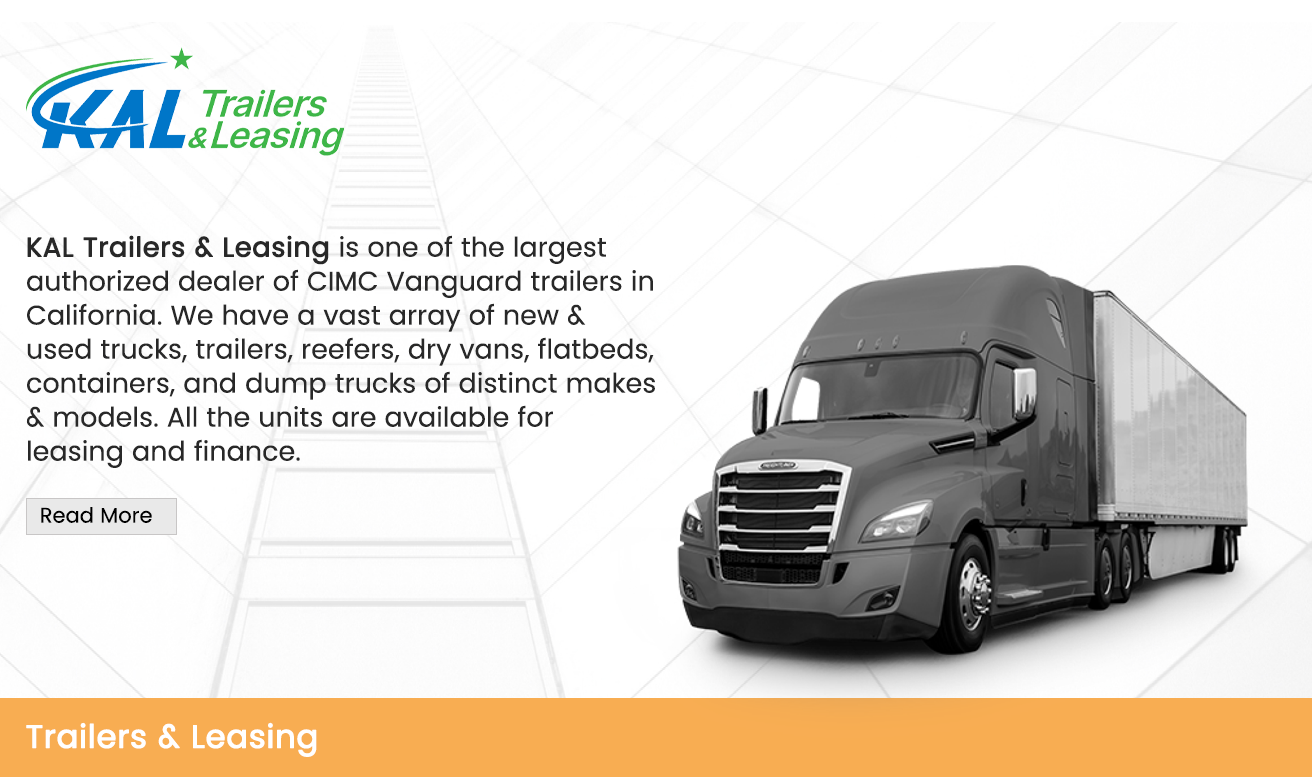 KAL Trailers
& Leasing
KAL Trailers & Leasing is one of the largest
authorized dealer of CIMC Vanguard trailers in
California. We have a vast array of new &
used trucks, trailers, reefers, dry vans, flatbeds,
containers, and dump trucks of distinct makes
& models. All the units are available for
leasing and finance.
Read More
FREIGHTLINER
Trailers & Leasing